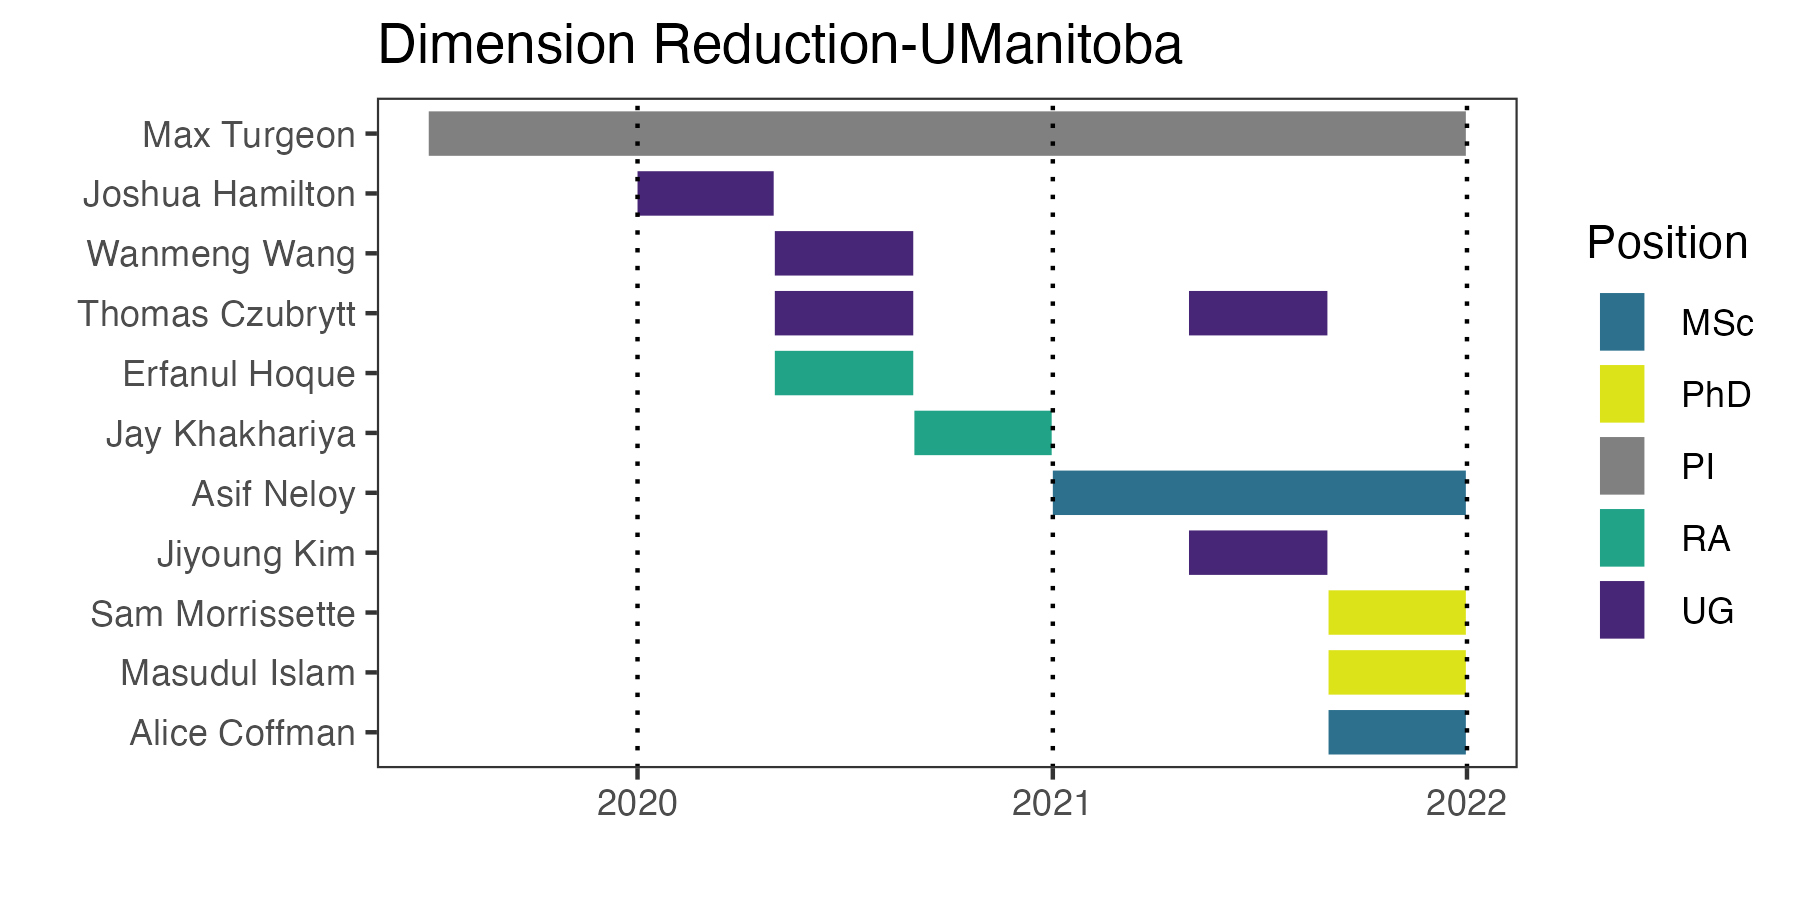 Dimension Reduction-UManitoba
Max Turgeon
Joshua Hamilton
Wanmeng Wang
Thomas Czubrytt
Erfanul Hoque
Jay Khakhariya
Asif Neloy
Jiyoung Kim
Sam Morrissette
Masudul Islam
Alice Coffman
2020 2021 2022
Position
MSc
PhD
PI
RA
UG